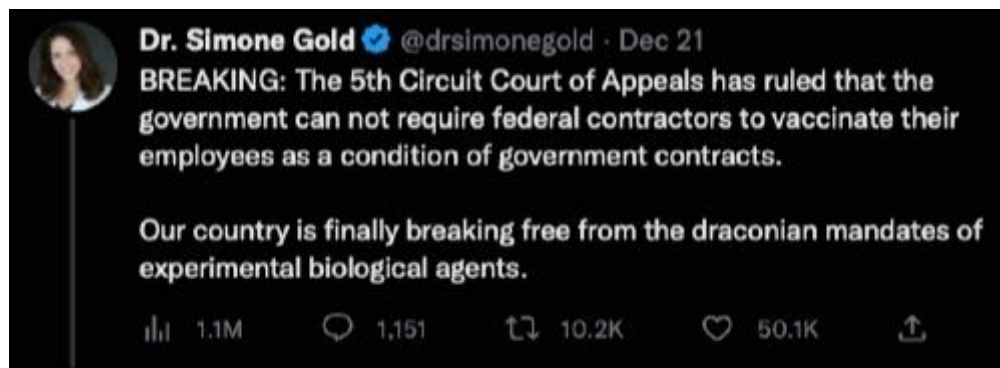 Dr. Simone Gold @drsimonegold · Dec 21
BREAKING: The 5th Circuit Court of Appeals has ruled that the
government can not require federal contractors to vaccinate their
employees as a condition of government contracts.
Our country is finally breaking free from the draconian mandates of
experimental biological agents.
1.1M 1,151 10.2K 50.1K